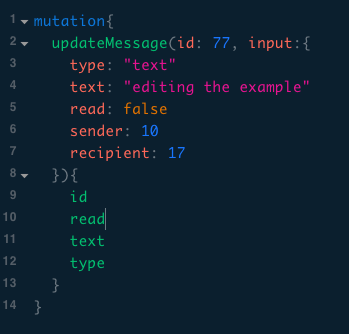 1 mutation{
2 updateMessage(id: 77, input:{
3 type: "text"
4 text: "editing the example"
5 read: false
6 sender: 10
7 recipient: 17
8 }){
9 id
10 read
11 text
12 type
13 }
14 }